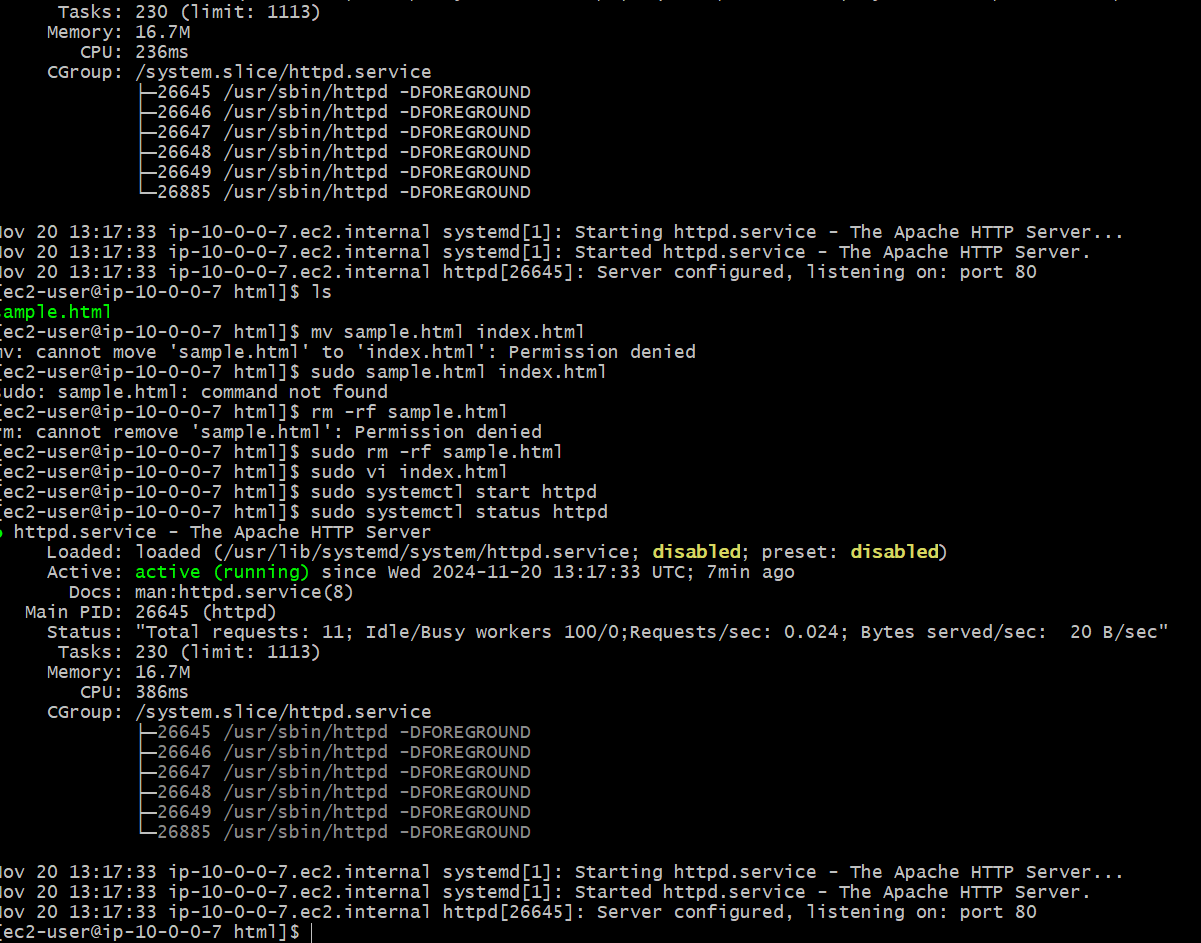 Tasks: 230 (limit: 1113)
Memory: 16.7M
CPU: 236ms
CGroup: /system.slice/httpd.service
├─26645 /usr/sbin/httpd -DFOREGROUND
├─26646 /usr/sbin/httpd -DFOREGROUND
├─26647 /usr/sbin/httpd -DFOREGROUND
├─26648 /usr/sbin/httpd -DFOREGROUND
├─26649 /usr/sbin/httpd -DFOREGROUND
└─26885 /usr/sbin/httpd -DFOREGROUND
Nov 20 13:17:33 ip-10-0-0-7.ec2.internal systemd[1]: Starting httpd.service - The Apache HTTP Server...
Nov 20 13:17:33 ip-10-0-0-7.ec2.internal systemd[1]: Started httpd.service - The Apache HTTP Server.
Nov 20 13:17:33 ip-10-0-0-7.ec2.internal httpd[26645]: Server configured, listening on: port 80
[ec2-user@ip-10-0-0-7 html]$ ls
sample.html
[ec2-user@ip-10-0-0-7 html]$ mv sample.html index.html
mv: cannot move 'sample.html' to 'index.html': Permission denied
[ec2-user@ip-10-0-0-7 html]$ sudo sample.html index.html
sudo: sample.html: command not found
[ec2-user@ip-10-0-0-7 html]$ rm -rf sample.html
rm: cannot remove 'sample.html': Permission denied
[ec2-user@ip-10-0-0-7 html]$ sudo rm -rf sample.html
[ec2-user@ip-10-0-0-7 html]$ sudo vi index.html
[ec2-user@ip-10-0-0-7 html]$ sudo systemctl start httpd
[ec2-user@ip-10-0-0-7 html]$ sudo systemctl status httpd
● httpd.service - The Apache HTTP Server
Loaded: loaded (/usr/lib/systemd/system/httpd.service; disabled; preset: disabled)
Active: active (running) since Wed 2024-11-20 13:17:33 UTC; 7min ago
Docs: man:httpd.service(8)
Main PID: 26645 (httpd)
Status: "Total requests: 11; Idle/Busy workers 100/0;Requests/sec: 0.024; Bytes served/sec:  20 B/sec"
Tasks: 230 (limit: 1113)
Memory: 16.7M
CPU: 386ms
CGroup: /system.slice/httpd.service
├─26645 /usr/sbin/httpd -DFOREGROUND
├─26646 /usr/sbin/httpd -DFOREGROUND
├─26647 /usr/sbin/httpd -DFOREGROUND
├─26648 /usr/sbin/httpd -DFOREGROUND
├─26649 /usr/sbin/httpd -DFOREGROUND
└─26885 /usr/sbin/httpd -DFOREGROUND
Nov 20 13:17:33 ip-10-0-0-7.ec2.internal systemd[1]: Starting httpd.service - The Apache HTTP Server...
Nov 20 13:17:33 ip-10-0-0-7.ec2.internal systemd[1]: Started httpd.service - The Apache HTTP Server.
Nov 20 13:17:33 ip-10-0-0-7.ec2.internal httpd[26645]: Server configured, listening on: port 80
[ec2-user@ip-10-0-0-7 html]$